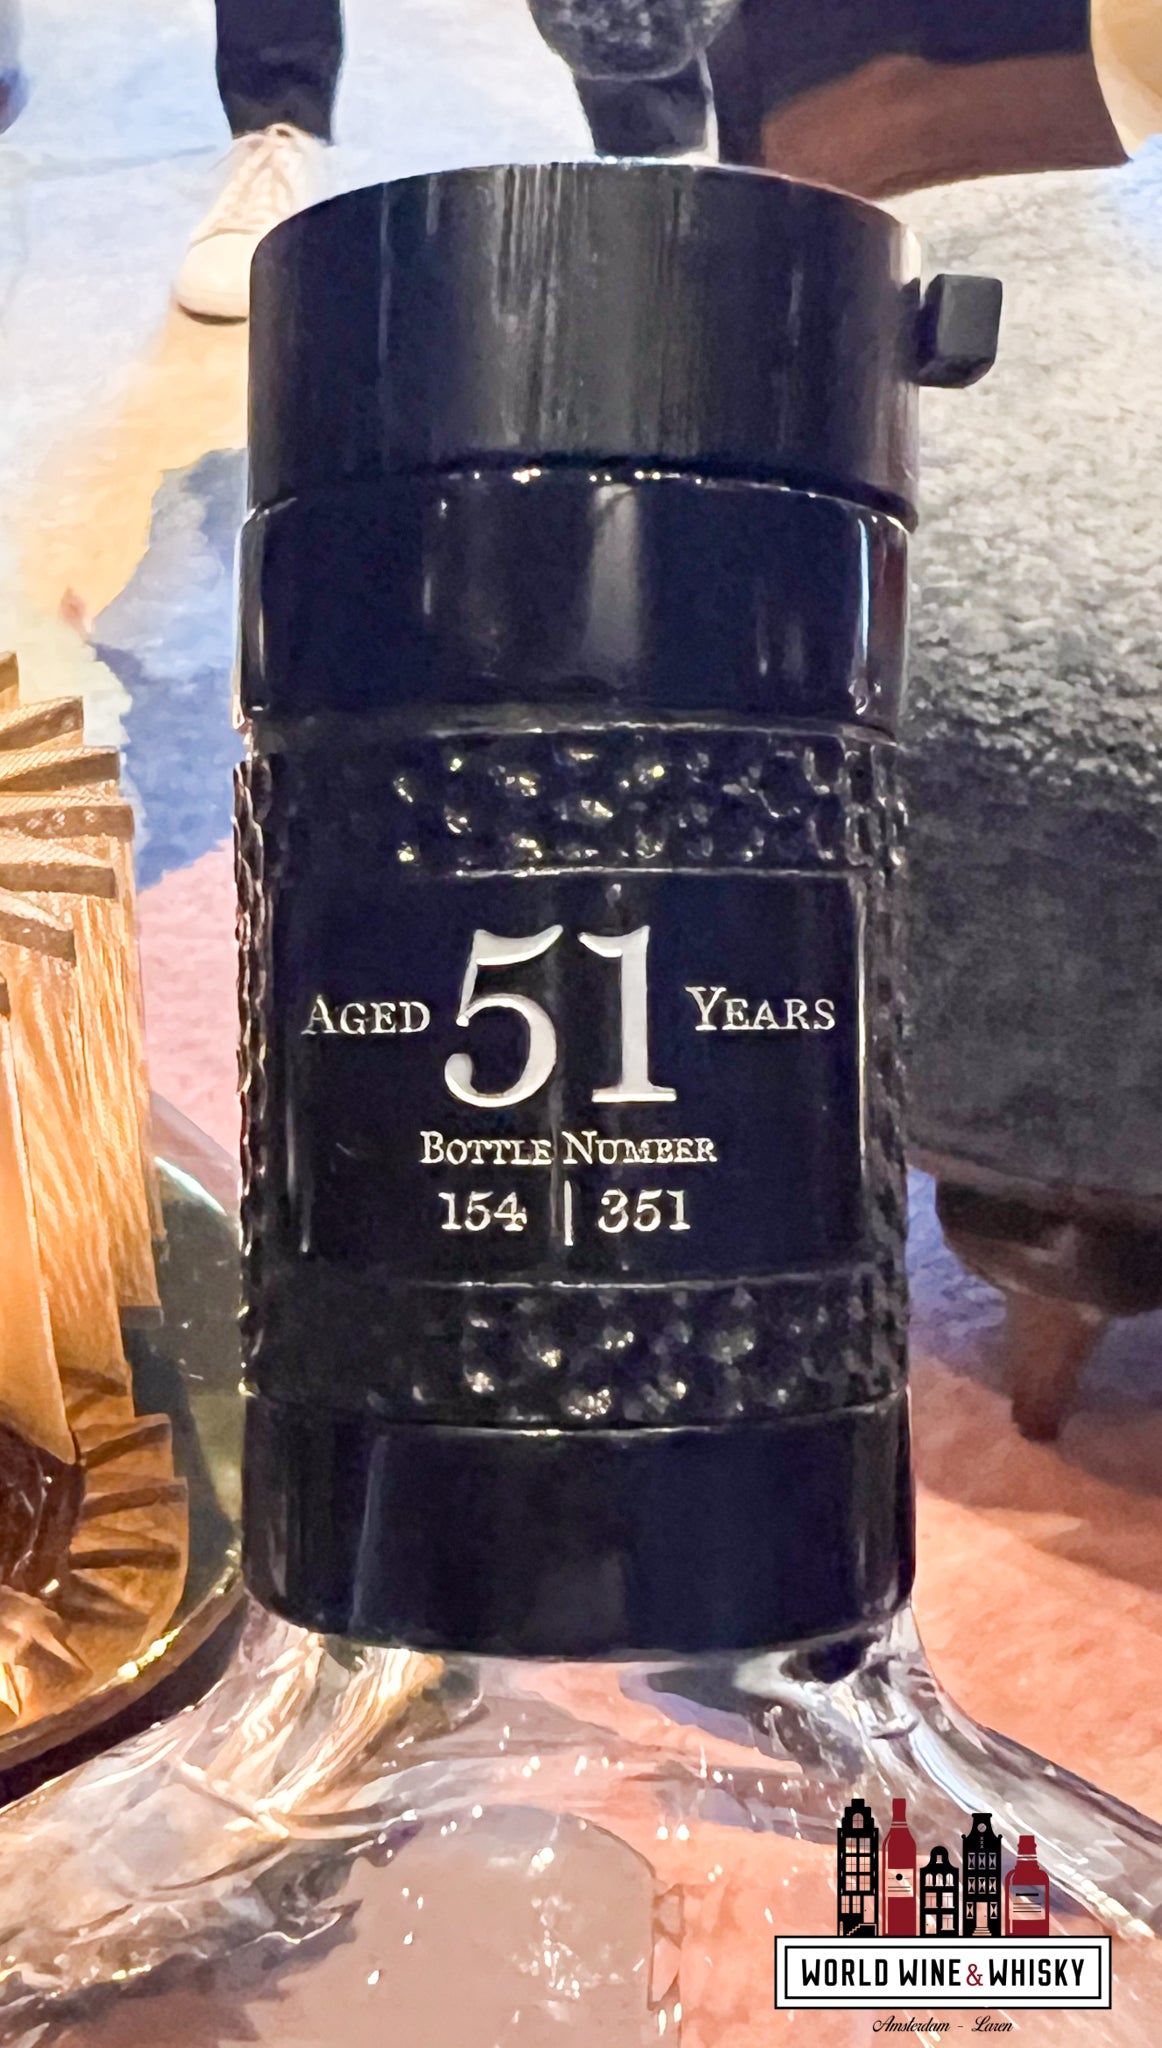 AGED 51 YEARS
BOTTLE NUMBER
154 | 351
WORLD WINE & WHISKY
Amsterdam - Laren